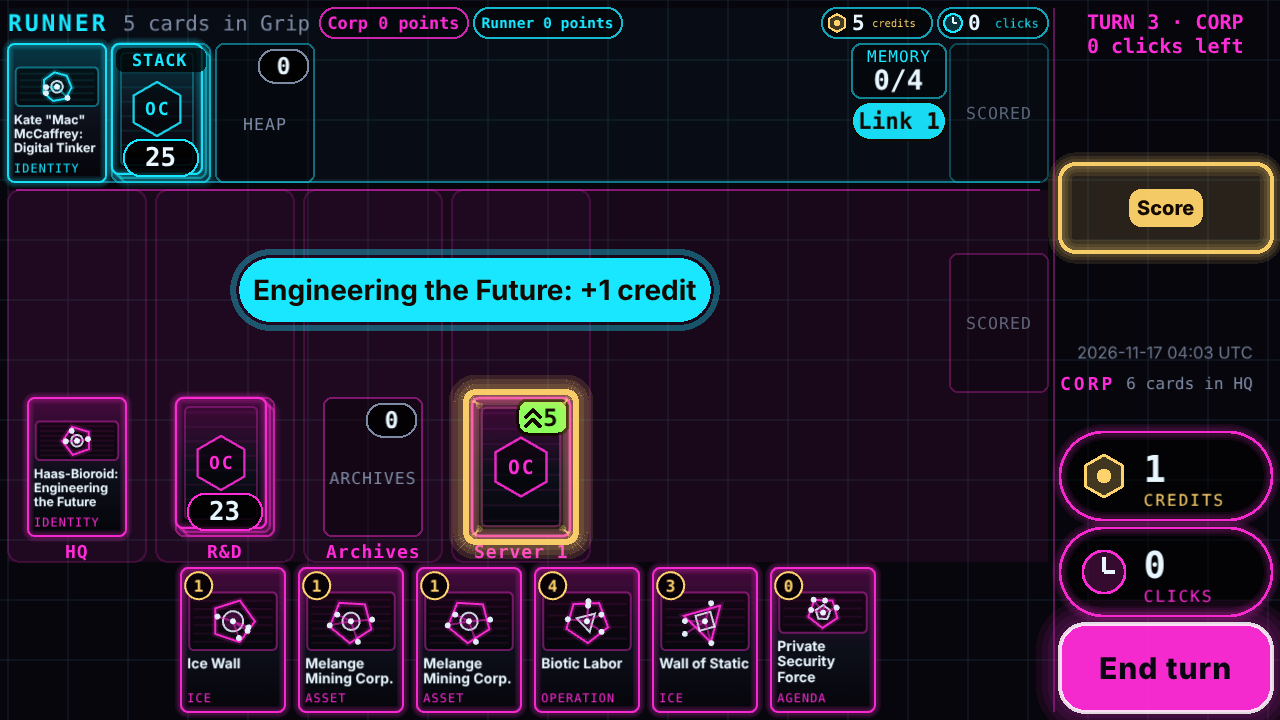 RUNNER 5 cards in Grip Corp 0 points Runner 0 points 5 credits 0 clicks
TURN 3 · CORP
0 clicks left
Kate "Mac"
McCaffrey:
Digital Tinker
IDENTITY
STACK
OC
25
0
HEAP
MEMORY
0/4
Link 1
SCORED
Score
Engineering the Future: +1 credit
SCORED
2026-11-17 04:03 UTC
CORP 6 cards in HQ
Haas-Bioroid:
Engineering
the Future
IDENTITY
HQ
OC
23
R&D
0
ARCHIVES
Archives
5
OC
Server 1
1
CREDITS
0
CLICKS
End turn
1
Ice Wall
ICE
1
Melange
Mining Corp.
ASSET
1
Melange
Mining Corp.
ASSET
4
Biotic Labor
OPERATION
3
Wall of Static
ICE
0
Private
Security
Force
AGENDA